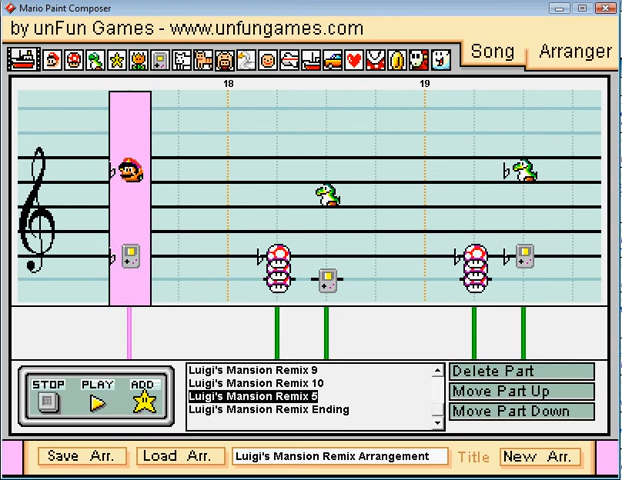 Mario Paint Composer
by unFun Games - www.unfungames.com
Song
Arranger
18
19
STOP
PLAY
ADD
Luigi's Mansion Remix 9
Luigi's Mansion Remix 10
Luigi's Mansion Remix 5
Luigi's Mansion Remix Ending
Delete Part
Move Part Up
Move Part Down
Save Arr.
Load Arr.
Luigi's Mansion Remix Arrangement
Title
New Arr.